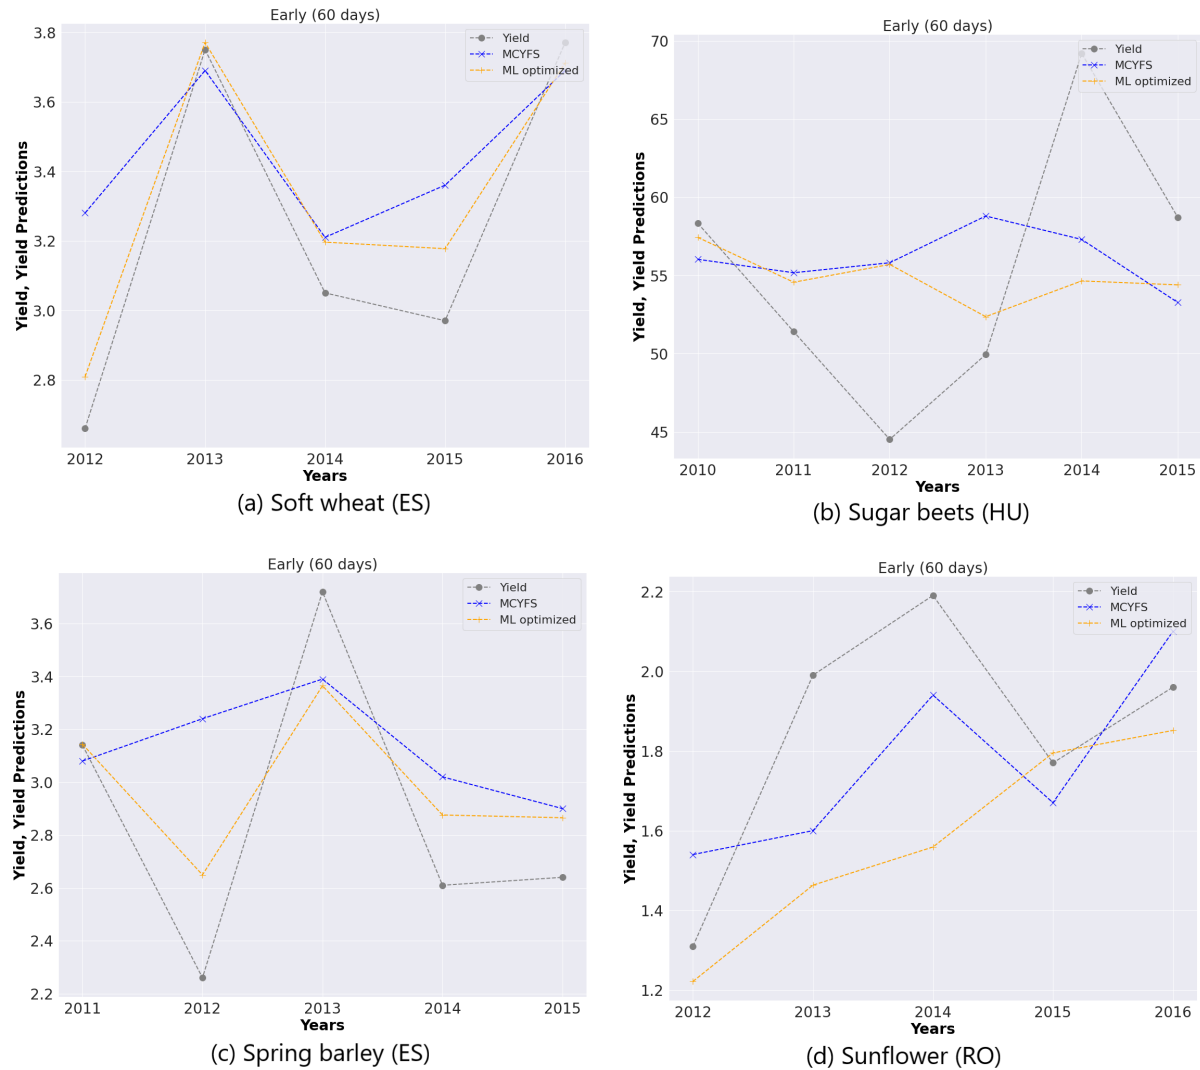 Early (60 days)
Yield
MCYFS
ML optimized
3.8
3.6
3.4
3.2
3.0
2.8
Yield, Yield Predictions
2012 2013 2014 2015 2016
Years
(a) Soft wheat (ES)
Early (60 days)
Yield
MCYFS
ML optimized
70
65
60
55
50
45
Yield, Yield Predictions
2010 2011 2012 2013 2014 2015
Years
(b) Sugar beets (HU)
Early (60 days)
Yield
MCYFS
ML optimized
3.6
3.4
3.2
3.0
2.8
2.6
2.4
2.2
Yield, Yield Predictions
2011 2012 2013 2014 2015
Years
(c) Spring barley (ES)
Early (60 days)
Yield
MCYFS
ML optimized
2.2
2.0
1.8
1.6
1.4
1.2
Yield, Yield Predictions
2012 2013 2014 2015 2016
Years
(d) Sunflower (RO)